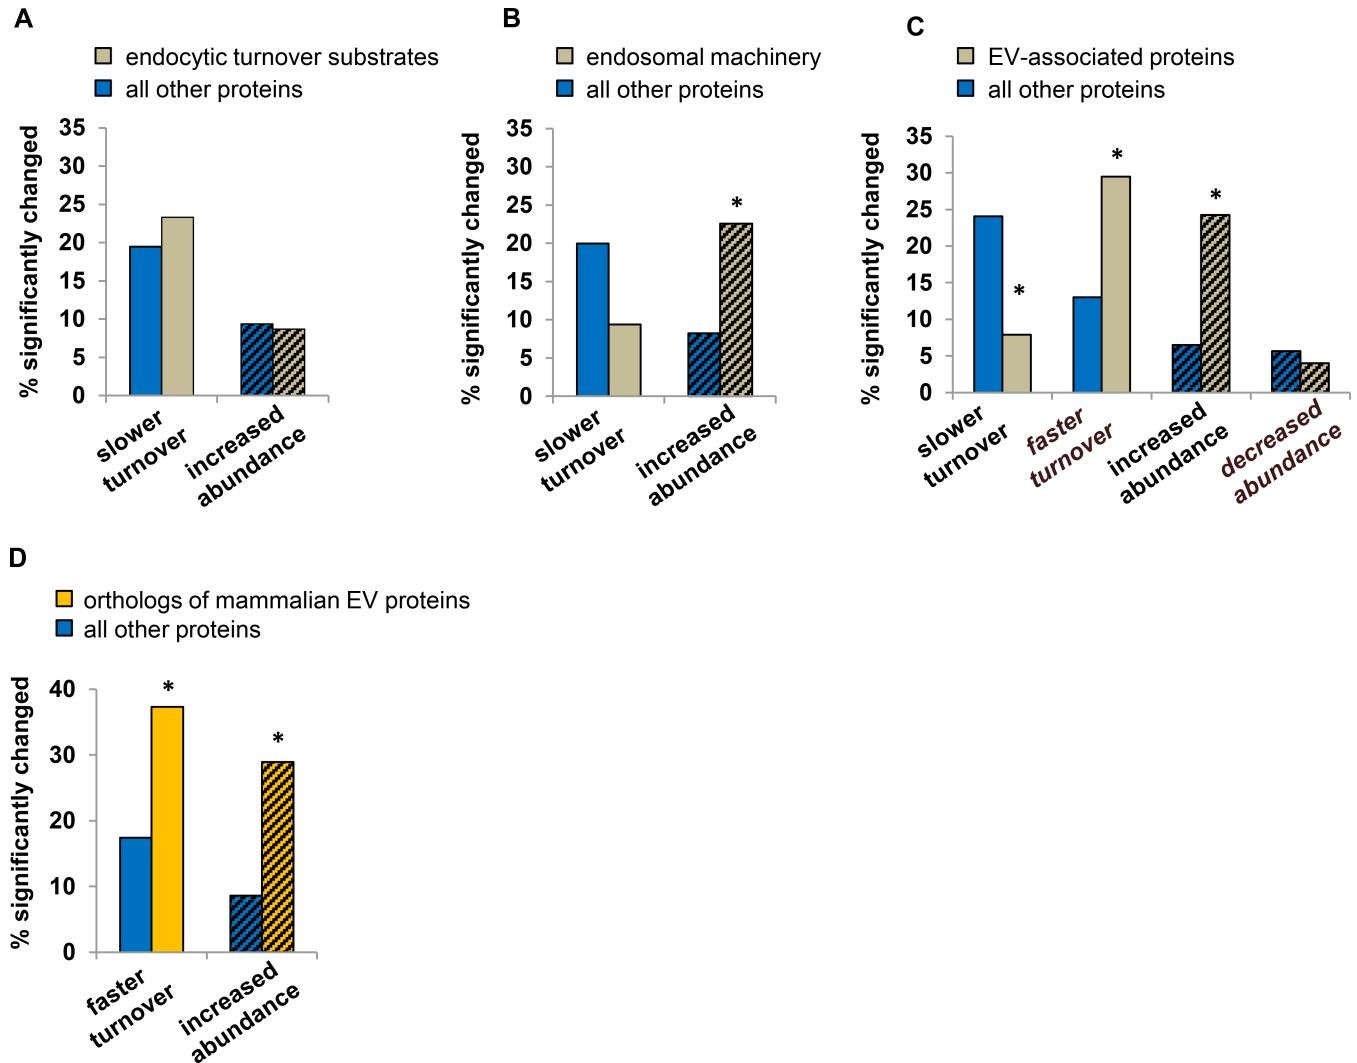 A
endocytic turnover substrates
all other proteins
% significantly changed
35
30
25
20
15
10
5
0
slower
turnover
increased
abundance
B
endosomal machinery
all other proteins
% significantly changed
35
30
25
20
15
10
5
0
*
slower
turnover
increased
abundance
C
EV-associated proteins
all other proteins
% significantly changed
35
30
25
20
15
10
5
0
*
*
*
slower
turnover
faster
turnover
increased
abundance
decreased
abundance
D
orthologs of mammalian EV proteins
all other proteins
% significantly changed
40
30
20
10
0
*
*
faster
turnover
increased
abundance